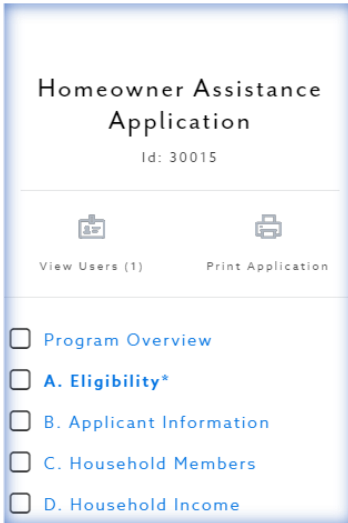 Homeowner Assistance
Application
Id: 30015
View Users (1)
Print Application
Program Overview
A. Eligibility*
B. Applicant Information
C. Household Members
D. Household Income